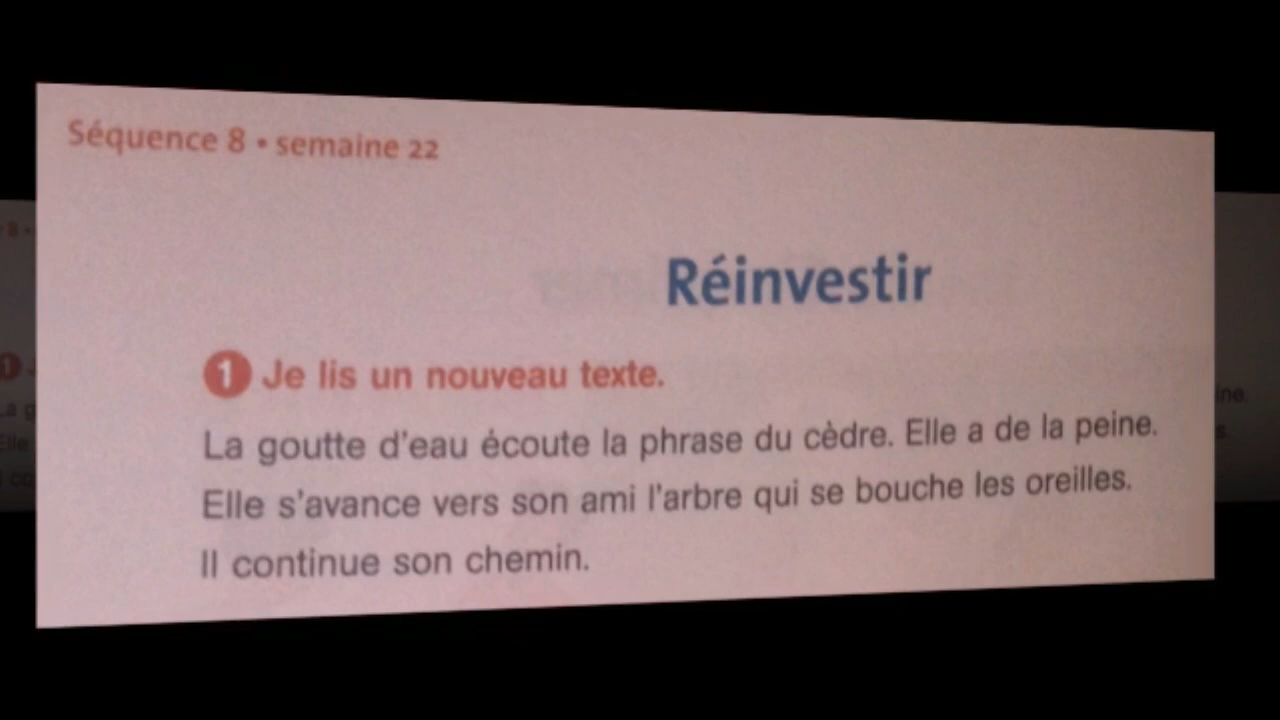 Séquence 8 • semaine 22
Réinvestir
1 Je lis un nouveau texte.
La goutte d'eau écoute la phrase du cèdre. Elle a de la peine.
Elle s'avance vers son ami l'arbre qui se bouche les oreilles.
Il continue son chemin.